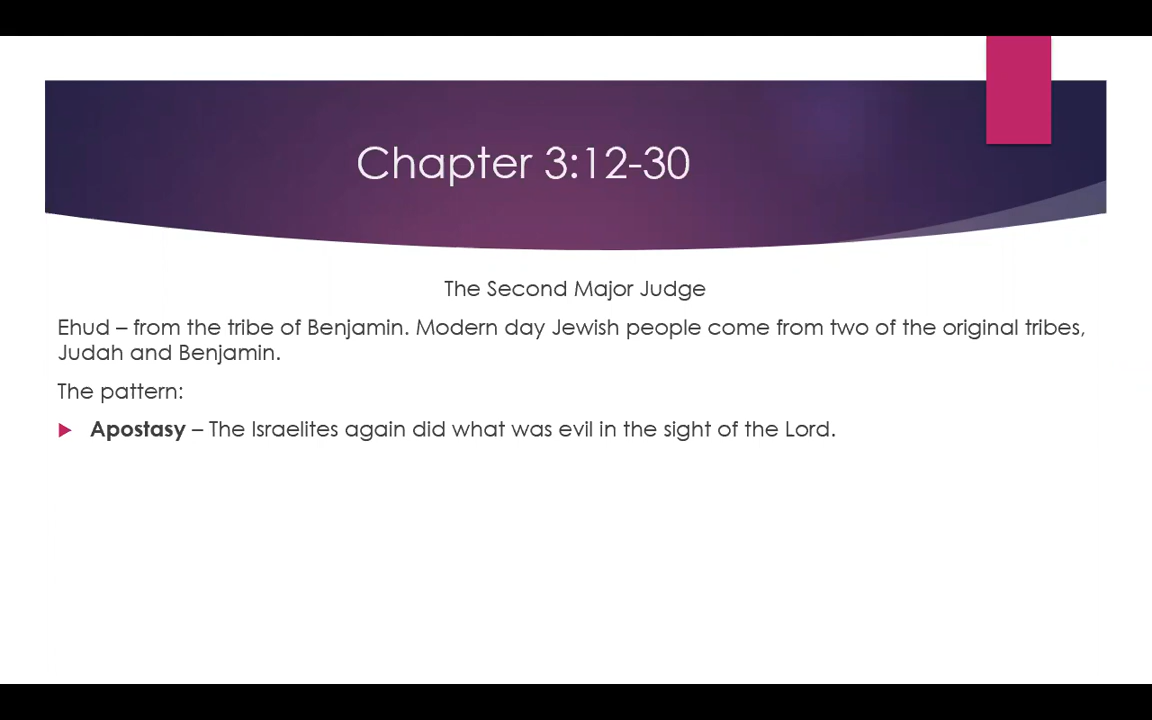 Chapter 3:12-30
The Second Major Judge
Ehud – from the tribe of Benjamin. Modern day Jewish people come from two of the original tribes,
Judah and Benjamin.
The pattern:
Apostasy – The Israelites again did what was evil in the sight of the Lord.